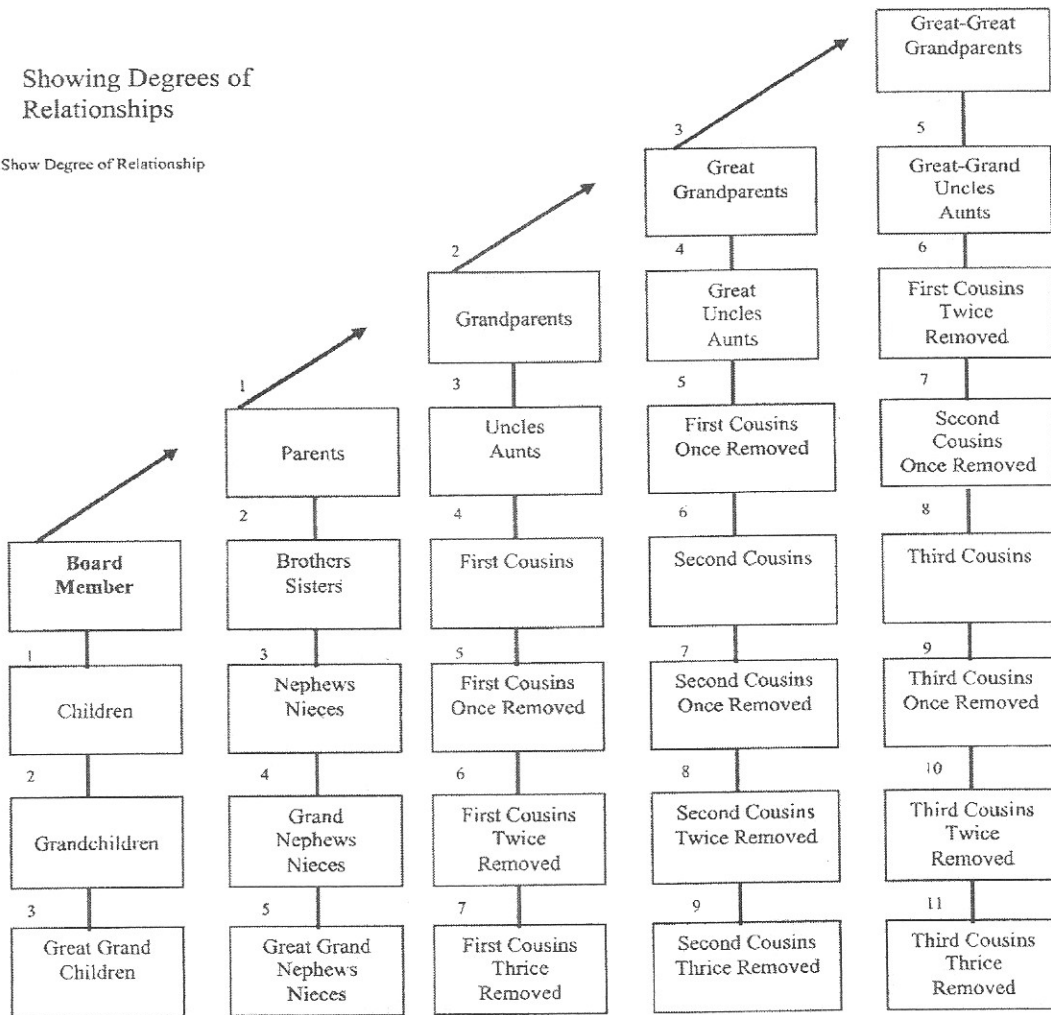 Showing Degrees of
Relationships
Show Degree of Relationship
Board
Member
1
Children
2
Grandchildren
3
Great Grand
Children
1
Parents
2
Brothers
Sisters
3
Nephews
Nieces
4
Grand
Nephews
Nieces
5
Great Grand
Nephews
Nieces
2
Grandparents
3
Uncles
Aunts
4
First Cousins
5
First Cousins
Once Removed
6
First Cousins
Twice
Removed
7
First Cousins
Thrice
Removed
3
Great
Grandparents
4
Great
Uncles
Aunts
5
First Cousins
Once Removed
6
Second Cousins
7
Second Cousins
Once Removed
8
Second Cousins
Twice Removed
9
Second Cousins
Thrice Removed
Great-Great
Grandparents
5
Great-Grand
Uncles
Aunts
6
First Cousins
Twice
Removed
7
Second
Cousins
Once Removed
8
Third Cousins
9
Third Cousins
Once Removed
10
Third Cousins
Twice
Removed
11
Third Cousins
Thrice
Removed